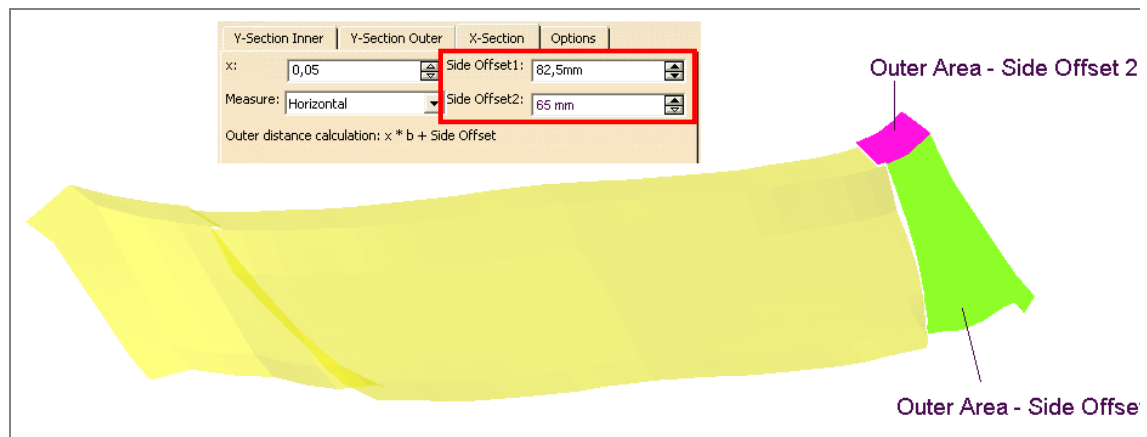 Y-Section Inner Y-Section Outer X-Section Options
x: 0,05 Side Offset1: 82,5mm
Measure: Horizontal Side Offset2: 65 mm
Outer distance calculation: x * b + Side Offset
Outer Area - Side Offset 2
Outer Area - Side Offse